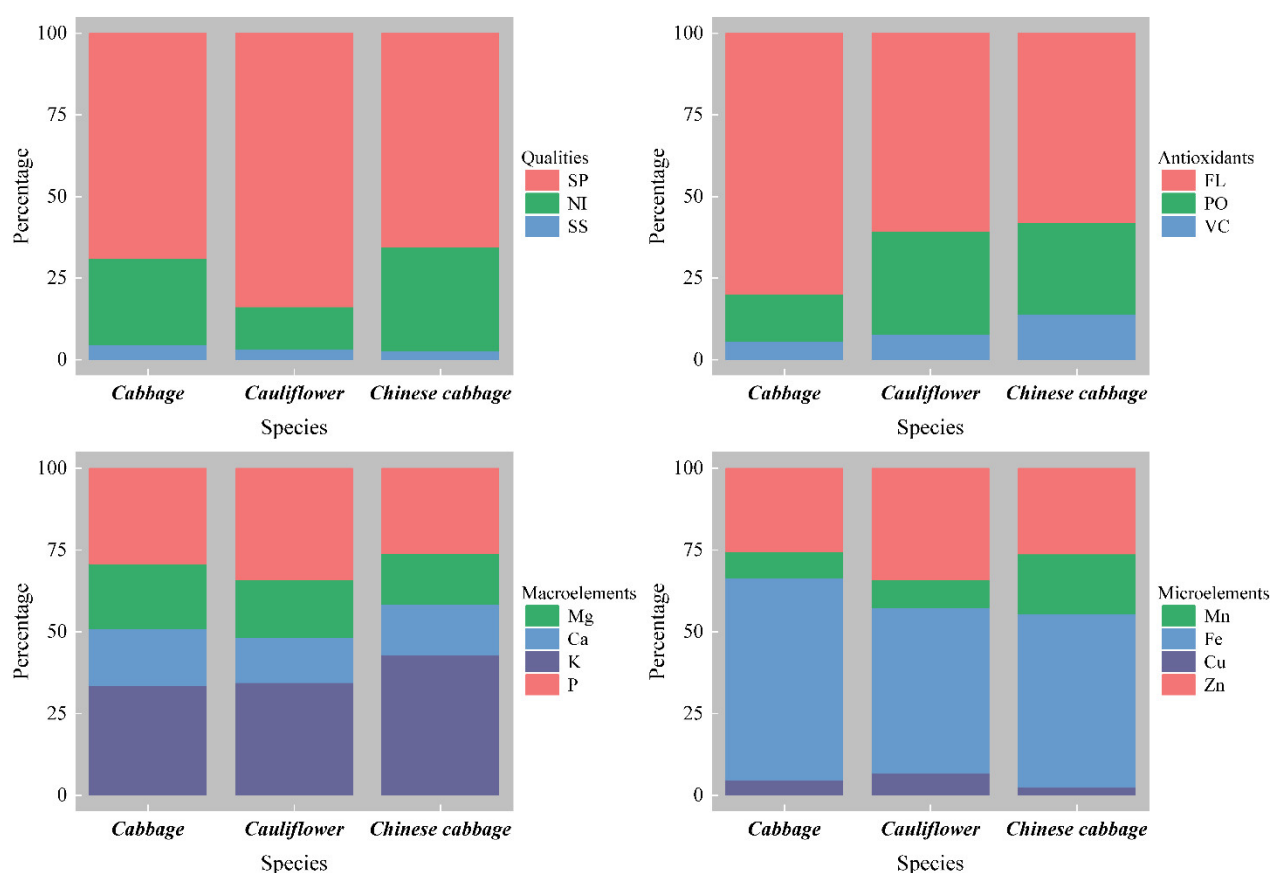 Percentage
100
75
50
25
0
Cabbage
Cauliflower
Chinese cabbage
Species
Qualities
SP
NI
SS
Percentage
100
75
50
25
0
Cabbage
Cauliflower
Chinese cabbage
Species
Antioxidants
FL
PO
VC
Percentage
100
75
50
25
0
Cabbage
Cauliflower
Chinese cabbage
Species
Macroelements
Mg
Ca
K
P
Percentage
100
75
50
25
0
Cabbage
Cauliflower
Chinese cabbage
Species
Microelements
Mn
Fe
Cu
Zn